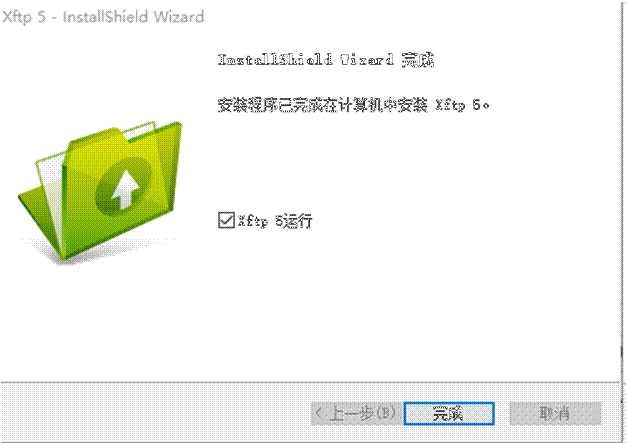 Xftp 5 - InstallShield Wizard
InstallShield Wizard 完成
安装程序已完成在计算机中安装 Xftp 5。
Xftp 5运行
< 上一步(B)
完成
取消